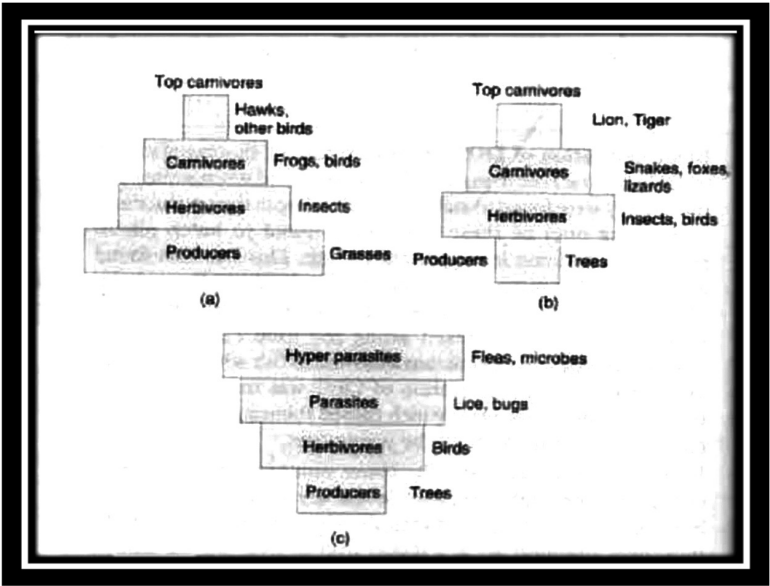 Top carnivores
Hawks,
other birds
Carnivores
Frogs, birds
Herbivores
Insects
Producers
Grasses
(a)
Top carnivores
Lion, Tiger
Carnivores
Snakes, foxes,
lizards
Herbivores
Insects, birds
Producers
Trees
(b)
Hyper parasites
Fleas, microbes
Parasites
Lice, bugs
Herbivores
Birds
Producers
Trees
(c)